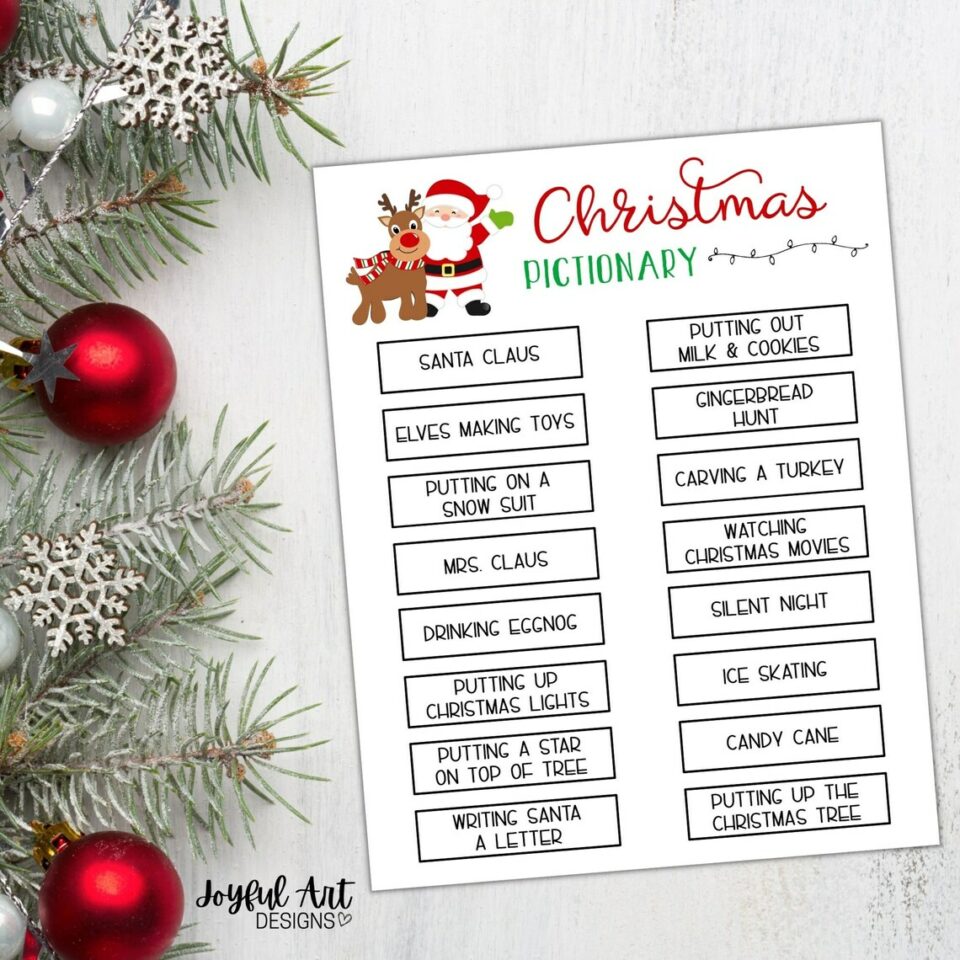 Christmas
PICTIONARY
SANTA CLAUS
ELVES MAKING TOYS
PUTTING ON A
SNOW SUIT
MRS. CLAUS
DRINKING EGGNOG
PUTTING UP
CHRISTMAS LIGHTS
PUTTING A STAR
ON TOP OF TREE
WRITING SANTA
A LETTER
PUTTING OUT
MILK & COOKIES
GINGERBREAD
HUNT
CARVING A TURKEY
WATCHING
CHRISTMAS MOVIES
SILENT NIGHT
ICE SKATING
CANDY CANE
PUTTING UP THE
CHRISTMAS TREE
Joyful Art
DESIGNS